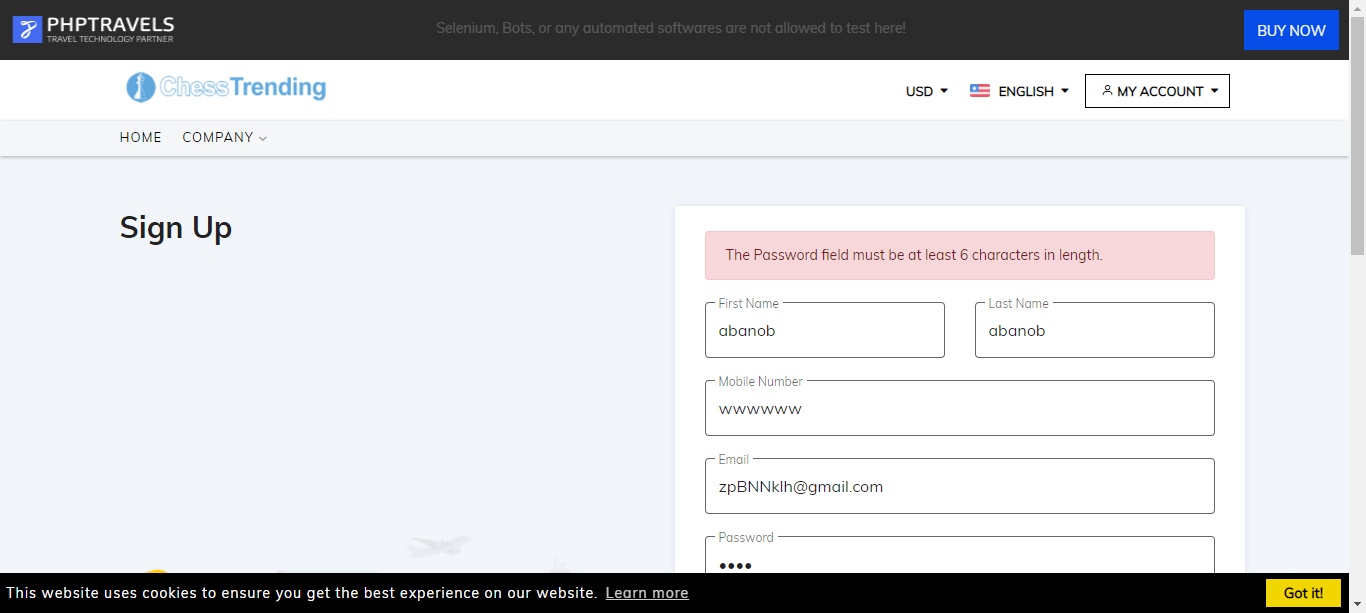 PHPTRAVELS
TRAVEL TECHNOLOGY PARTNER
Selenium, Bots, or any automated softwares are not allowed to test here!
BUY NOW
ChessTrending
USD
ENGLISH
MY ACCOUNT
HOME
COMPANY
Sign Up
The Password field must be at least 6 characters in length.
First Name
abanob
Last Name
abanob
Mobile Number
wwwwww
Email
zpBNNklh@gmail.com
Password
••••
This website uses cookies to ensure you get the best experience on our website. Learn more
Got it!